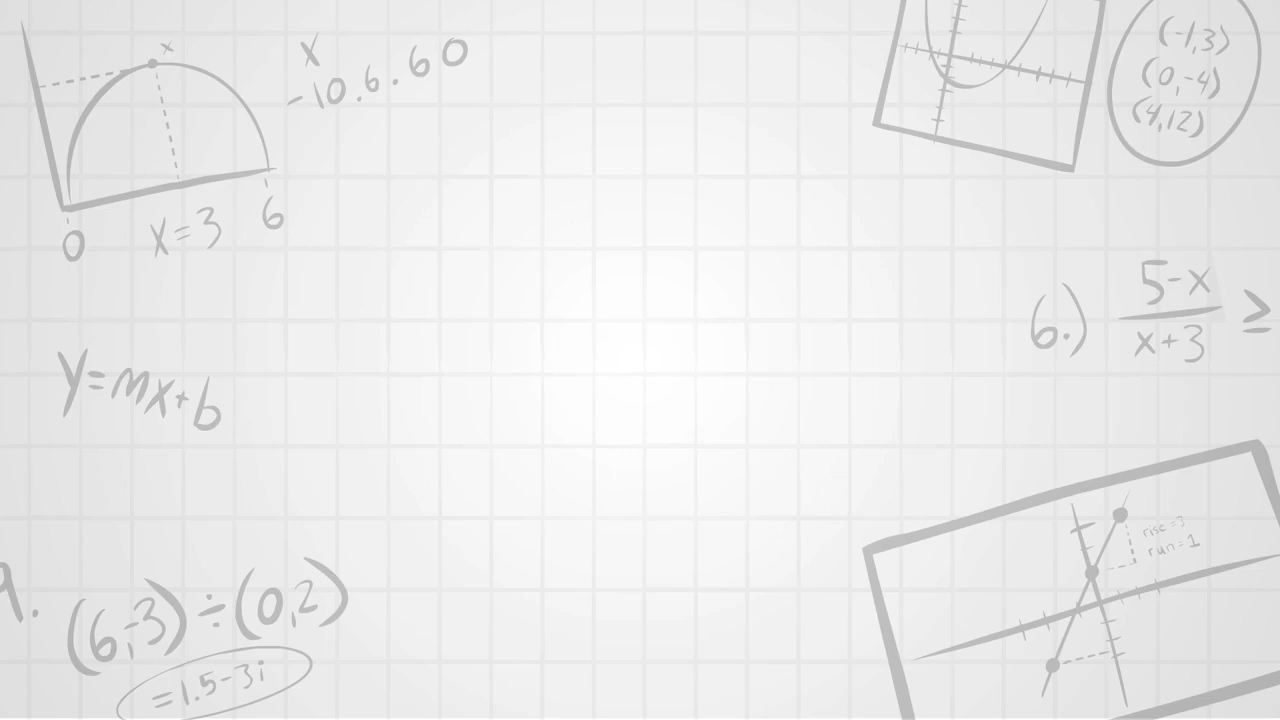 x
X
-10.6.60
0
X=3
6
(-1,3)
(0,-4)
(4,12)
y=mx+b
6.) 5-x
x+3
≥
rise=3
run=1
9. (6,-3)÷(0,2)
=1.5-3i